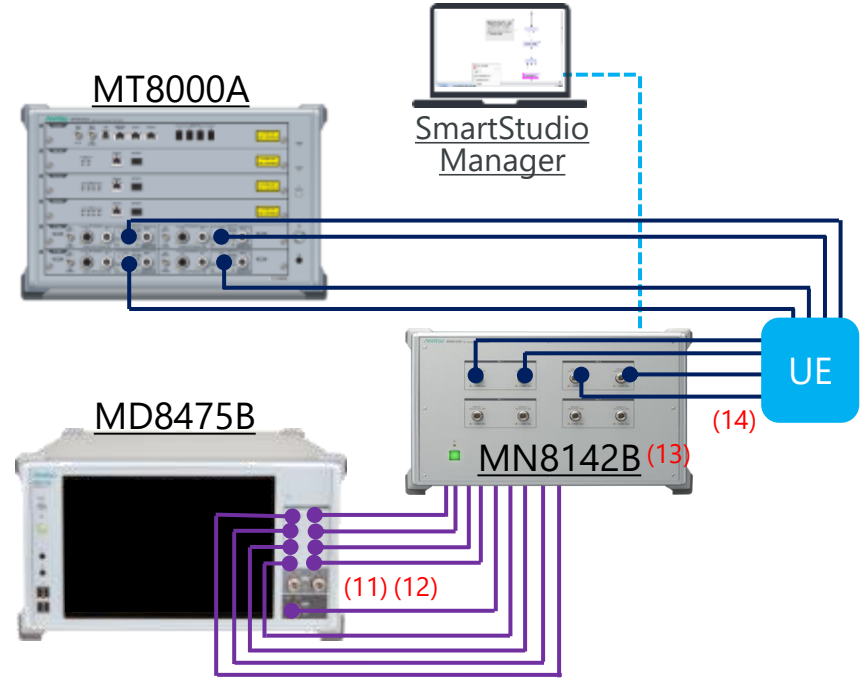 MT8000A
SmartStudio
Manager
UE
MD8475B
MN8142B
(13)
(14)
(11) (12)